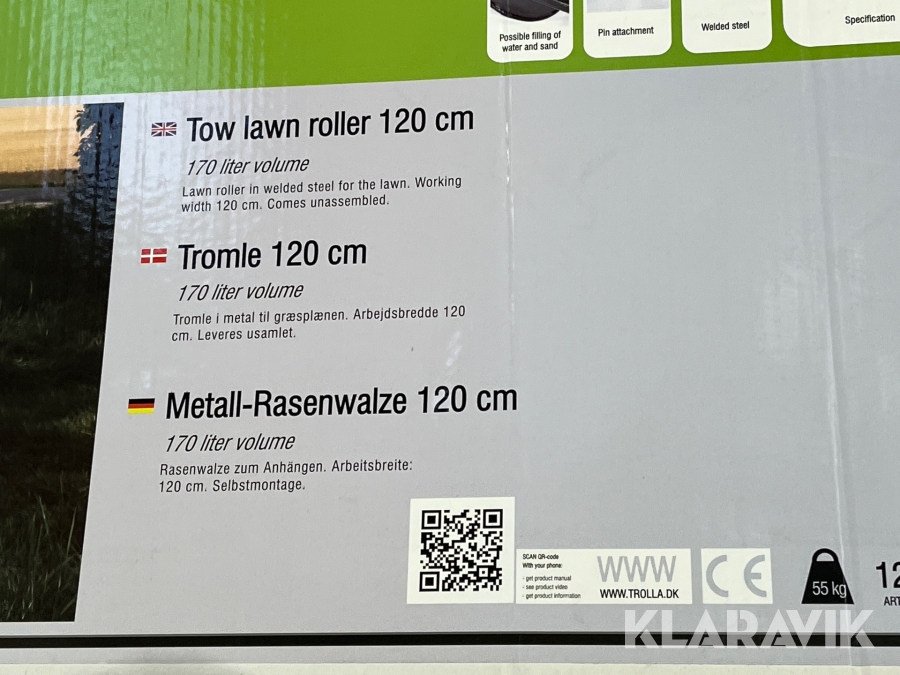 Possible filling of
water and sand
Pin attachment
Welded steel
Specification
Tow lawn roller 120 cm
170 liter volume
Lawn roller in welded steel for the lawn. Working
width 120 cm. Comes unassembled.
Tromle 120 cm
170 liter volume
Tromle i metal til græsplænen. Arbejdsbredde 120
cm. Leveres usamlet.
Metall-Rasenwalze 120 cm
170 liter volume
Rasenwalze zum Anhängen. Arbeitsbreite:
120 cm. Selbstmontage.
SCAN QR-code
With your phone:
- get product manual
- see product video
- get product information
WWW
WWW.TROLLA.DK
CE
55 kg
12
ART
KLARAVIK